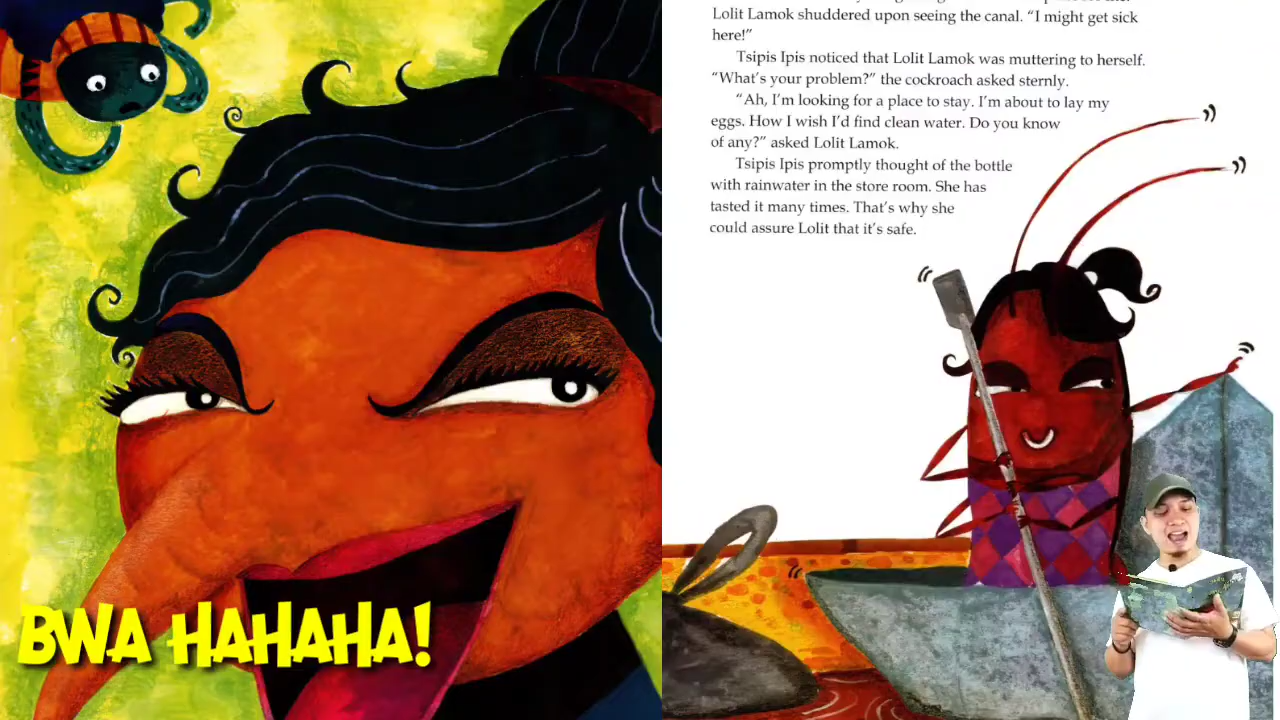 BWA HAHAHA!
Lolit Lamok shuddered upon seeing the canal. “I might get sick
here!”
Tsipis Ipis noticed that Lolit Lamok was muttering to herself.
“What’s your problem?” the cockroach asked sternly.
“Ah, I’m looking for a place to stay. I’m about to lay my
eggs. How I wish I’d find clean water. Do you know
of any?” asked Lolit Lamok.
Tsipis Ipis promptly thought of the bottle
with rainwater in the store room. She has
tasted it many times. That’s why she
could assure Lolit that it’s safe.